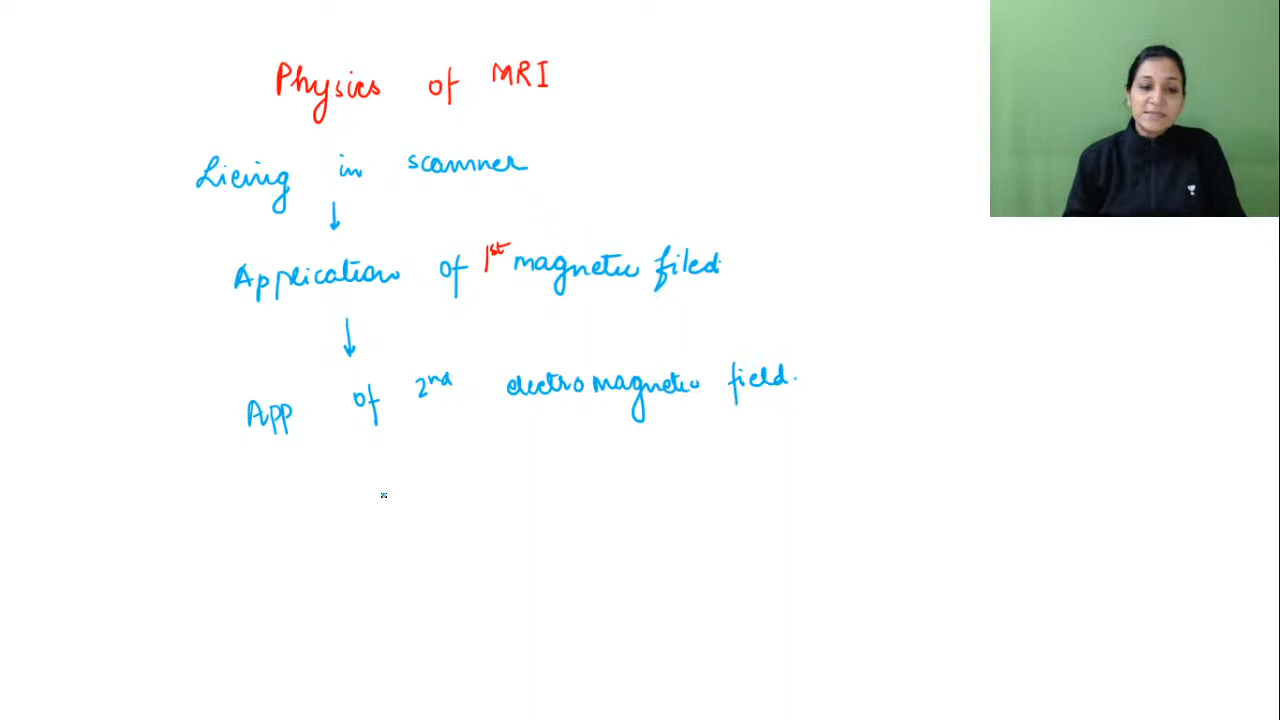 Physics of MRI
Lieing in scanner
↓
Application of 1st magnetic filed.
↓
App of 2nd electromagnetic field.